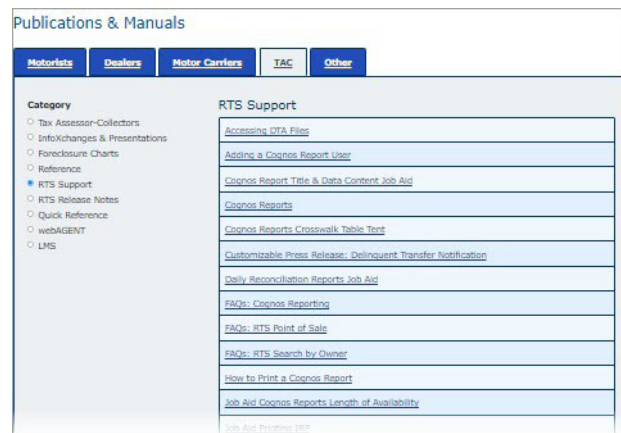 Publications & Manuals
Motorists
Dealers
Motor Carriers
TAC
Other
Category
Tax Assessor-Collectors
InfoXchanges & Presentations
Foreclosure Charts
Reference
RTS Support
RTS Release Notes
Quick Reference
webAGENT
LMS
RTS Support
Accessing DTA Files
Adding a Cognos Report User
Cognos Report Title & Data Content Job Aid
Cognos Reports
Cognos Reports Crosswalk Table Tent
Customizable Press Release: Delinquent Transfer Notification
Daily Reconciliation Reports Job Aid
FAQs: Cognos Reporting
FAQs: RTS Point of Sale
FAQs: RTS Search by Owner
How to Print a Cognos Report
Job Aid Cognos Reports Length of Availability
Job Aid Printing IRP